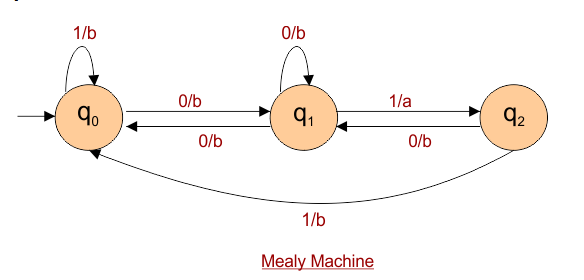 1/b 0/b
q0 0/b q1 1/a q2
0/b 0/b
1/b
Mealy Machine